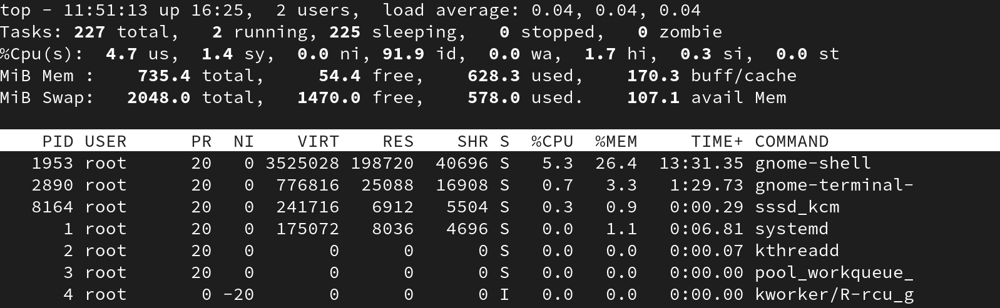 top - 11:51:13 up 16:25,  2 users,  load average: 0.04, 0.04, 0.04
Tasks: 227 total,   2 running, 225 sleeping,   0 stopped,   0 zombie
%Cpu(s):  4.7 us,  1.4 sy,  0.0 ni, 91.9 id,  0.0 wa,  1.7 hi,  0.3 si,  0.0 st
MiB Mem :    735.4 total,     54.4 free,    628.3 used,    170.3 buff/cache
MiB Swap:   2048.0 total,   1470.0 free,    578.0 used.    107.1 avail Mem
    PID USER      PR  NI    VIRT    RES    SHR S  %CPU  %MEM     TIME+ COMMAND
   1953 root      20   0 3525028 198720  40696 S   5.3  26.4  13:31.35 gnome-shell
   2890 root      20   0  776816  25088  16908 S   0.7   3.3   1:29.73 gnome-terminal-
   8164 root      20   0  241716   6912   5504 S   0.3   0.9   0:00.29 sssd_kcm
      1 root      20   0  175072   8036   4696 S   0.0   1.1   0:06.81 systemd
      2 root      20   0       0      0      0 S   0.0   0.0   0:00.07 kthreadd
      3 root      20   0       0      0      0 S   0.0   0.0   0:00.00 pool_workqueue_
      4 root       0 -20       0      0      0 I   0.0   0.0   0:00.00 kworker/R-rcu_g